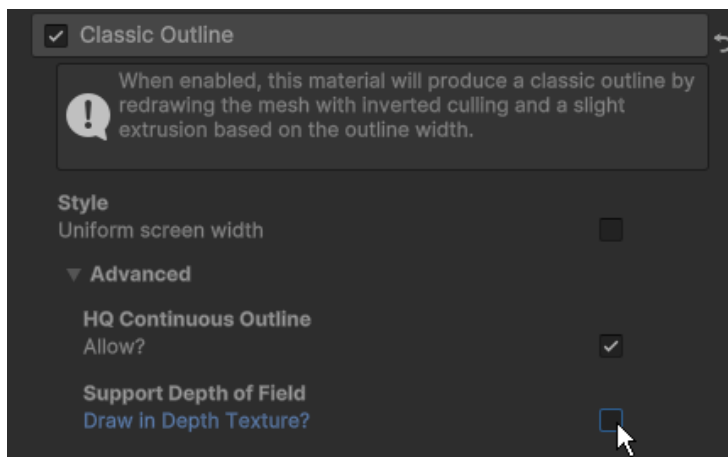 Classic Outline
When enabled, this material will produce a classic outline by
redrawing the mesh with inverted culling and a slight
extrusion based on the outline width.
Style
Uniform screen width
Advanced
HQ Continuous Outline
Allow?
Support Depth of Field
Draw in Depth Texture?